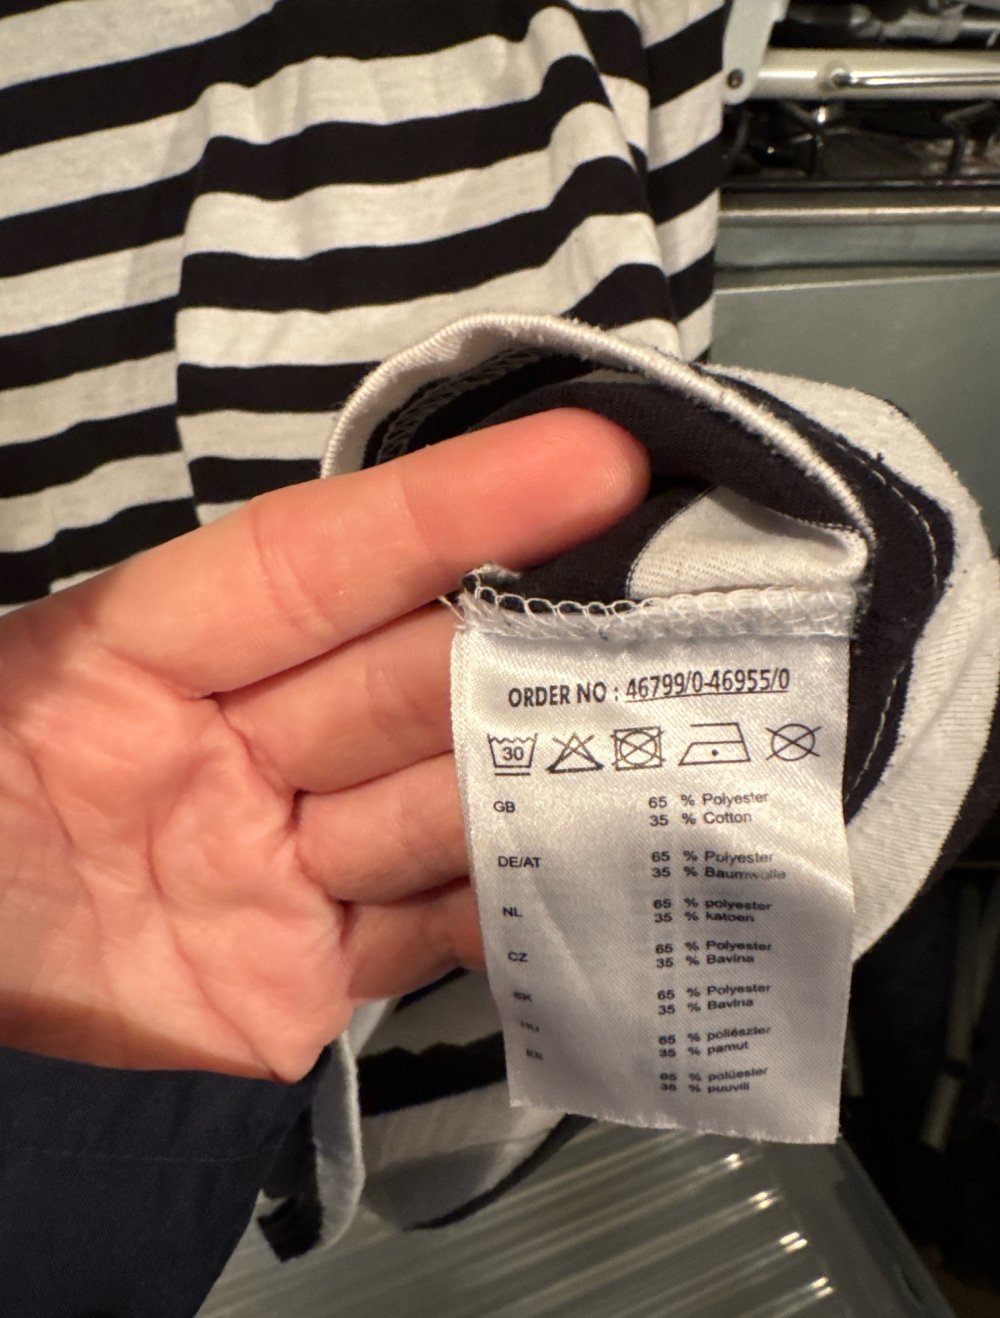 ORDER NO : 46799/0-46955/0
30
GB 65 % Polyester
35 % Cotton
DE/AT 65 % Polyester
35 % Baumwolle
NL 65 % polyester
35 % katoen
CZ 65 % Polyester
35 % Bavlna
SK 65 % Polyester
35 % Bavlna
HU 65 % poliészter
35 % pamut
EE 65 % polüester
35 % puuvill